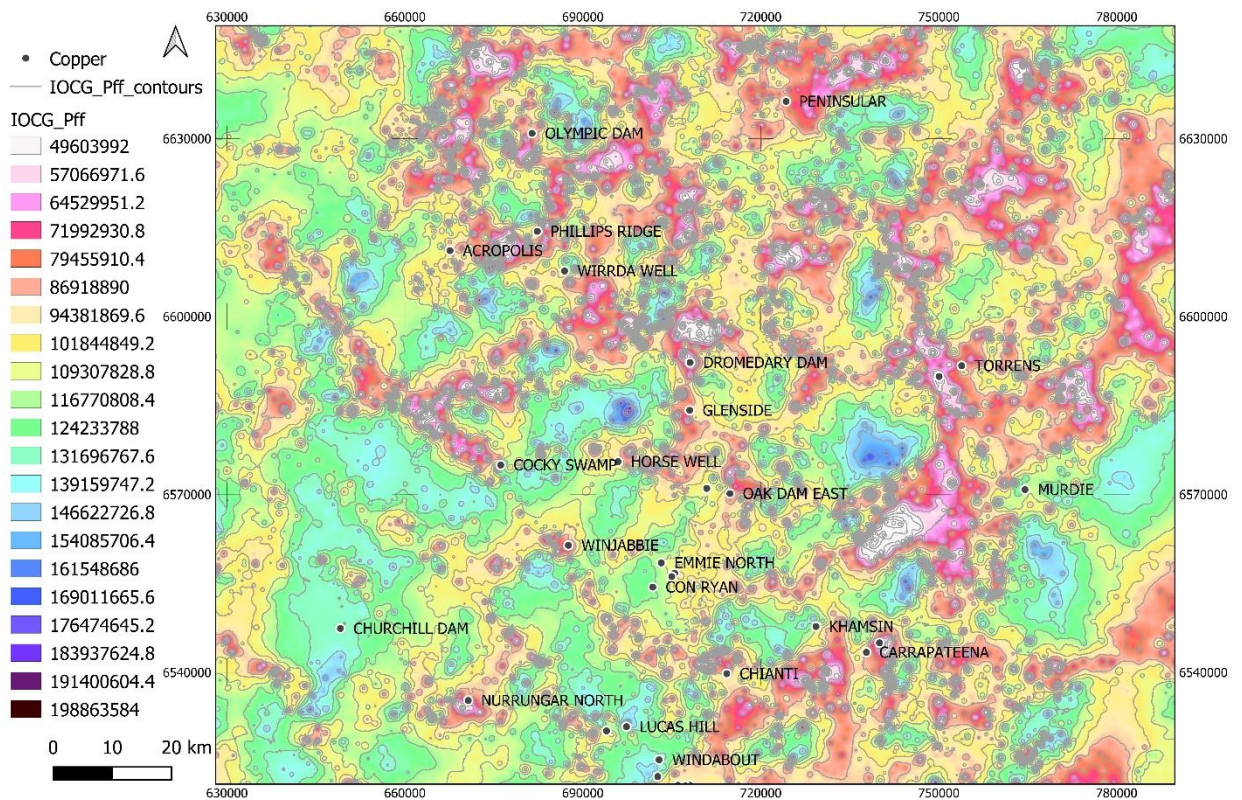 630000 660000 690000 720000 750000 780000
Copper
IOCG_Pff_contours
IOCG_Pff
49603992
57066971.6
64529951.2
71992930.8
79455910.4
86918890
94381869.6
101844849.2
109307828.8
116770808.4
124233788
131696767.6
139159747.2
146622726.8
154085706.4
161548686
169011665.6
176474645.2
183937624.8
191400604.4
198863584
0 10 20 km
6630000
6600000
6570000
6540000
PENINSULAR
OLYMPIC DAM
PHILLIPS RIDGE
ACROPOLIS
WIRRDA WELL
DROMEDARY DAM
TORRENS
GLENSIDE
COCKY SWAMP
HORSE WELL
OAK DAM EAST
MURDIE
WINJABBIE
EMMIE NORTH
CON RYAN
CHURCHILL DAM
KHAMSIN
CARRAPATEENA
CHIANTI
NURRUNGAR NORTH
LUCAS HILL
WINDABOUT
6630000
6600000
6570000
6540000
630000 660000 690000 720000 750000 780000